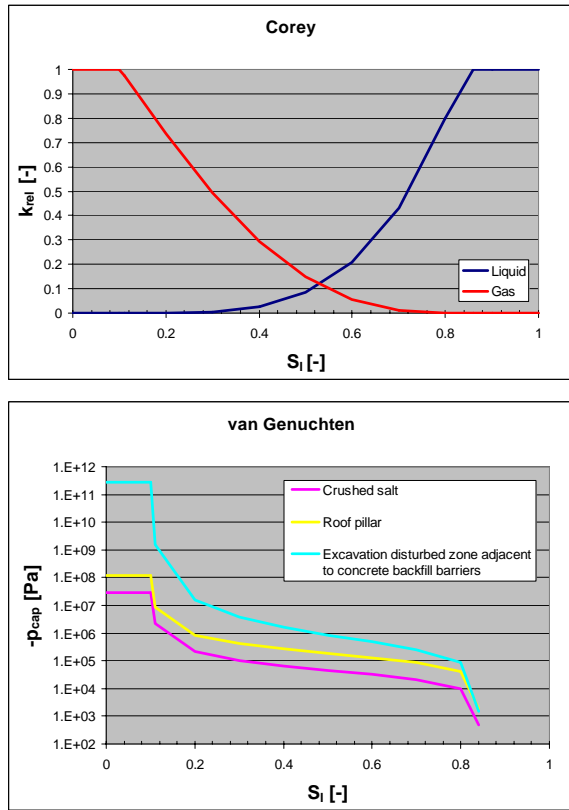 Corey
1
0.9
0.8
0.7
0.6
0.5
0.4
0.3
0.2
0.1
0
k_rel [-]
Liquid
Gas
0 0.2 0.4 0.6 0.8 1
S_l [-]
van Genuchten
1.E+12
1.E+11
1.E+10
1.E+09
1.E+08
1.E+07
1.E+06
1.E+05
1.E+04
1.E+03
1.E+02
-p_cap [Pa]
Crushed salt
Roof pillar
Excavation disturbed zone adjacent
to concrete backfill barriers
0 0.2 0.4 0.6 0.8 1
S_l [-]